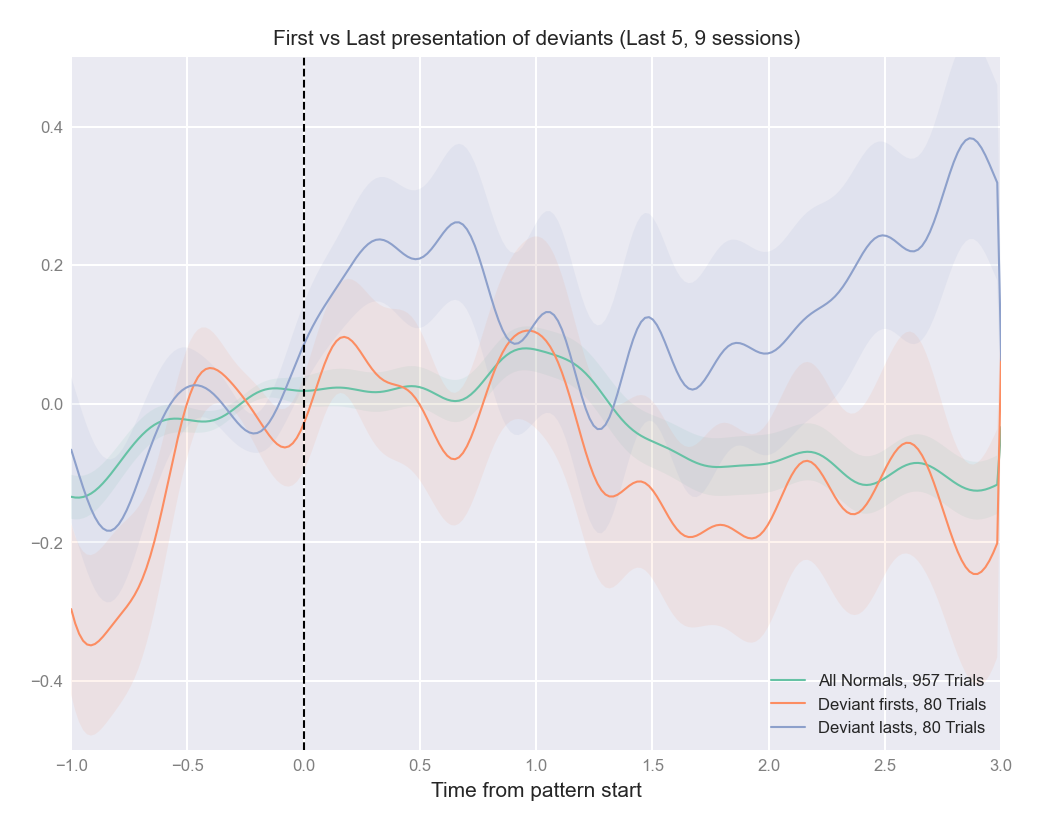 First vs Last presentation of deviants (Last 5, 9 sessions)
0.4
0.2
0.0
−0.2
−0.4
All Normals, 957 Trials
Deviant firsts, 80 Trials
Deviant lasts, 80 Trials
−1.0 −0.5 0.0 0.5 1.0 1.5 2.0 2.5 3.0
Time from pattern start